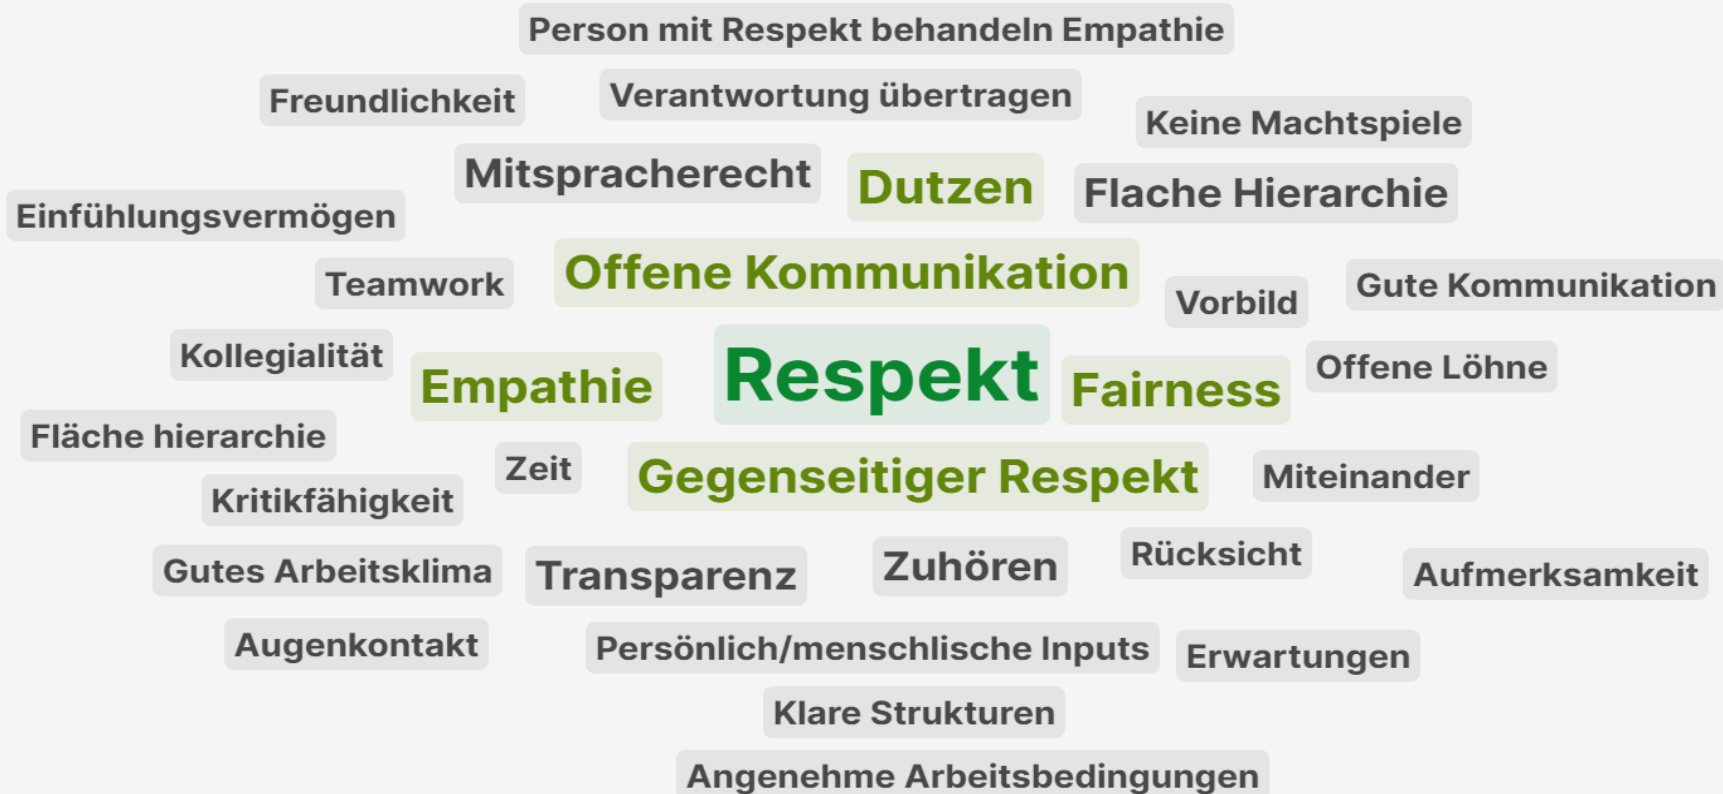 Person mit Respekt behandeln Empathie
Freundlichkeit
Verantwortung übertragen
Keine Machtspiele
Mitspracherecht
Dutzen
Flache Hierarchie
Einfühlungsvermögen
Teamwork
Offene Kommunikation
Vorbild
Gute Kommunikation
Kollegialität
Empathie
Respekt
Fairness
Offene Löhne
Fläche hierarchie
Zeit
Gegenseitiger Respekt
Miteinander
Kritikfähigkeit
Gutes Arbeitsklima
Transparenz
Zuhören
Rücksicht
Aufmerksamkeit
Augenkontakt
Persönlich/menschlische Inputs
Erwartungen
Klare Strukturen
Angenehme Arbeitsbedingungen